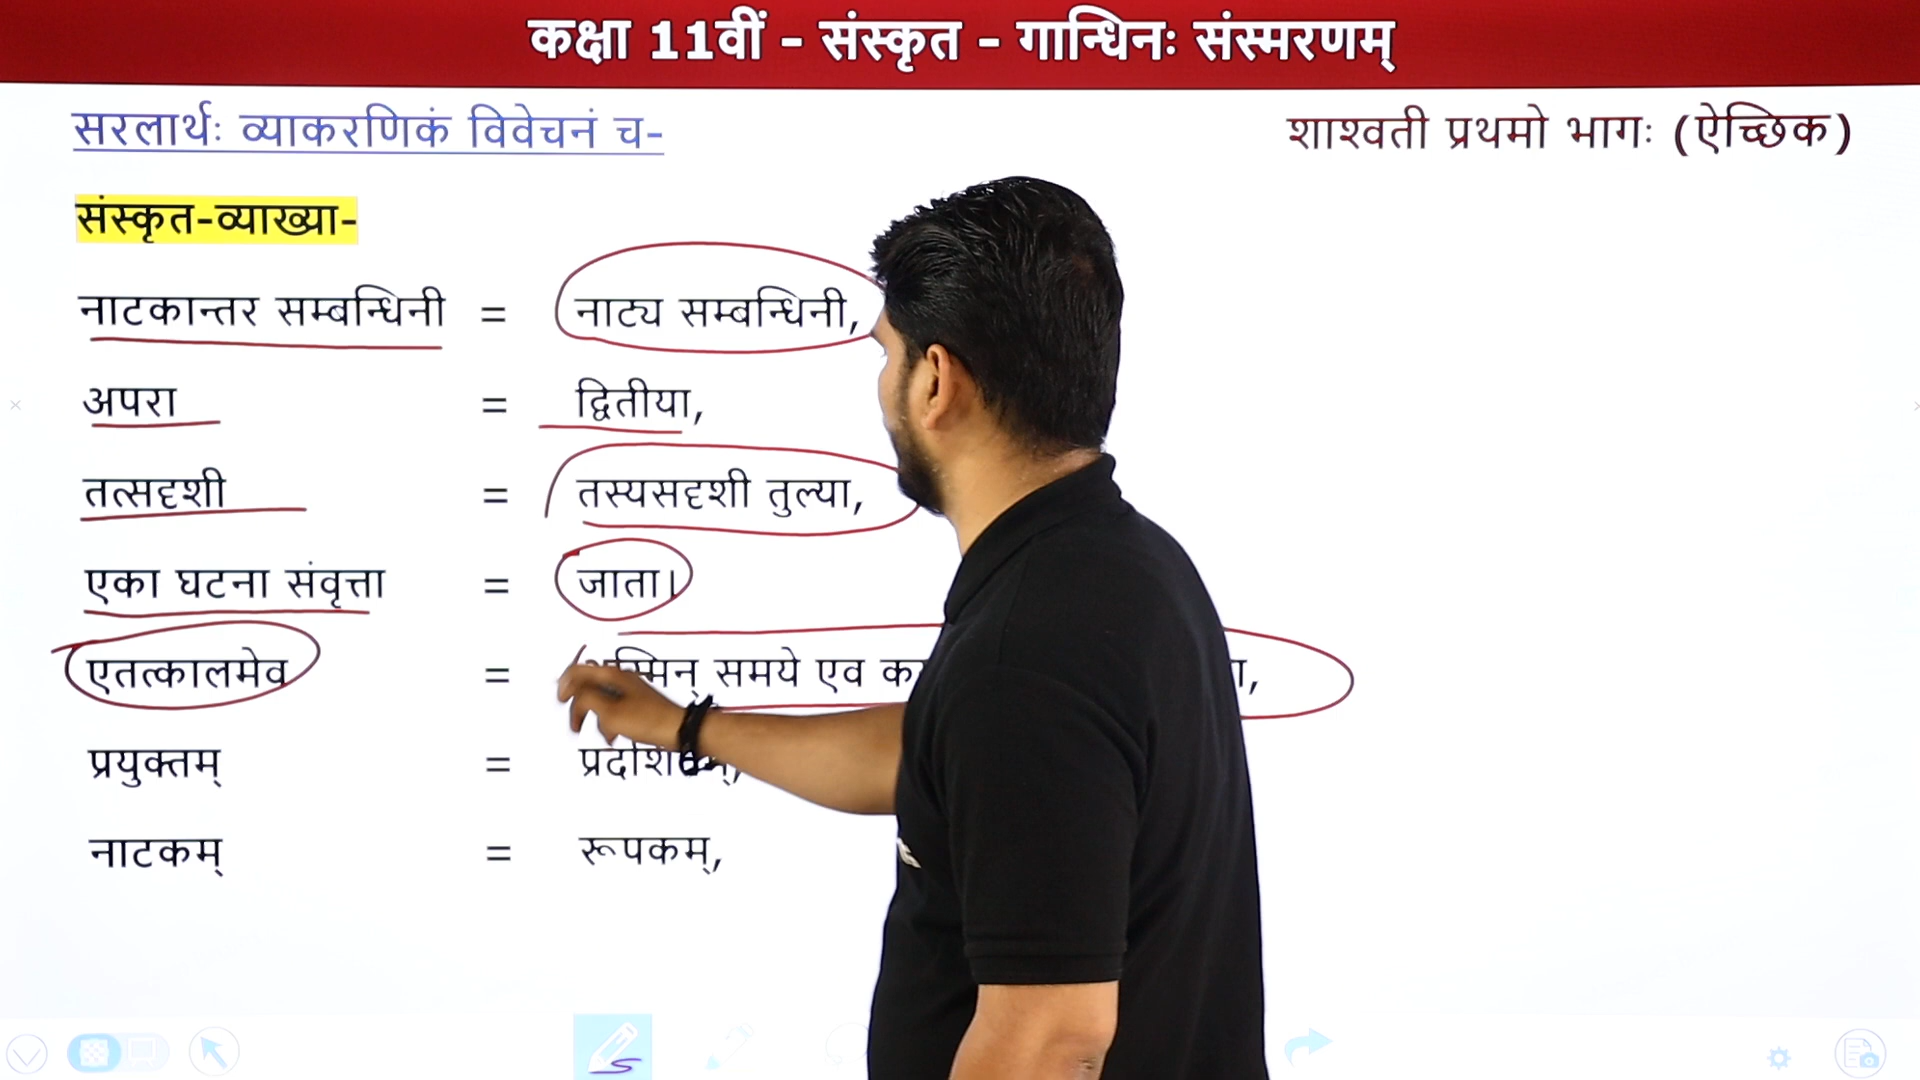 कक्षा 11वीं - संस्कृत - गान्धिनः संस्मरणम्
सरलार्थः व्याकरणिकं विवेचनं च-
शाश्वती प्रथमो भागः (ऐच्छिक)
संस्कृत-व्याख्या-
नाटकान्तर सम्बन्धिनी = नाट्य सम्बन्धिनी,
अपरा = द्वितीया,
तत्सदृशी = तस्यसदृशी तुल्या,
एका घटना संवृत्ता = जाता।
एतत्कालमेव = समये एव
प्रयुक्तम् =
नाटकम् = रूपकम्,